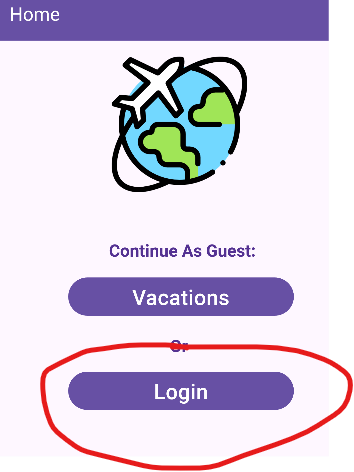 Home
Continue As Guest:
Vacations
Or
Login